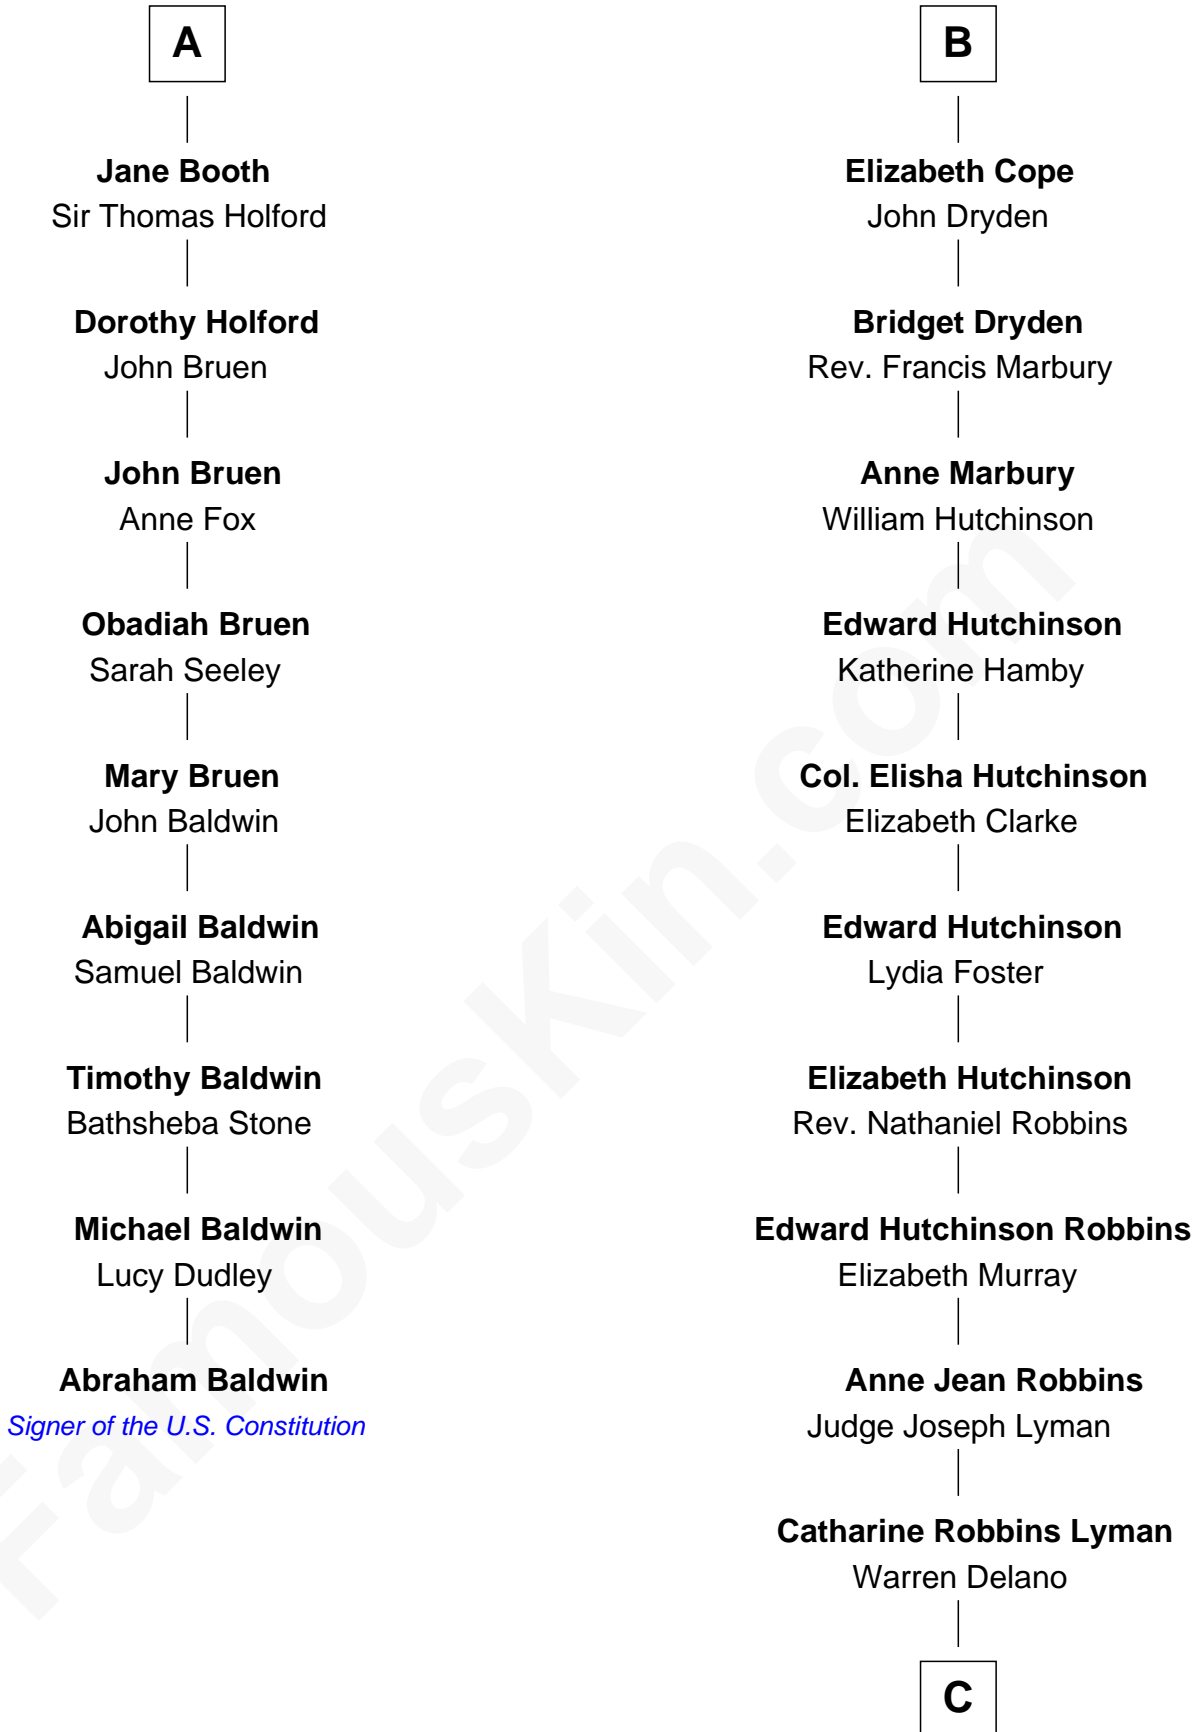 A
Jane Booth
Sir Thomas Holford
Dorothy Holford
John Bruen
John Bruen
Anne Fox
Obadiah Bruen
Sarah Seeley
Mary Bruen
John Baldwin
Abigail Baldwin
Samuel Baldwin
Timothy Baldwin
Bathsheba Stone
Michael Baldwin
Lucy Dudley
Abraham Baldwin
Signer of the U.S. Constitution
B
Elizabeth Cope
John Dryden
Bridget Dryden
Rev. Francis Marbury
Anne Marbury
William Hutchinson
Edward Hutchinson
Katherine Hamby
Col. Elisha Hutchinson
Elizabeth Clarke
Edward Hutchinson
Lydia Foster
Elizabeth Hutchinson
Rev. Nathaniel Robbins
Edward Hutchinson Robbins
Elizabeth Murray
Anne Jean Robbins
Judge Joseph Lyman
Catharine Robbins Lyman
Warren Delano
C
FamousKin.com